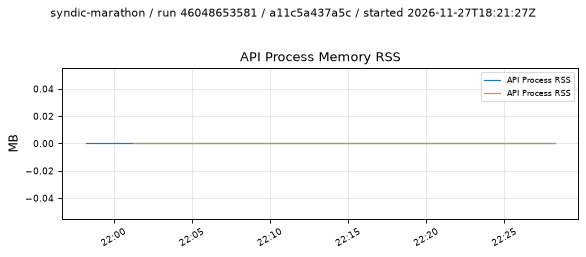 syndic-marathon / run 46048653581 / a11c5a437a5c / started 2026-11-27T18:21:27Z
API Process Memory RSS
API Process RSS
API Process RSS
MB
0.04
0.02
0.00
−0.02
−0.04
22:00
22:05
22:10
22:15
22:20
22:25